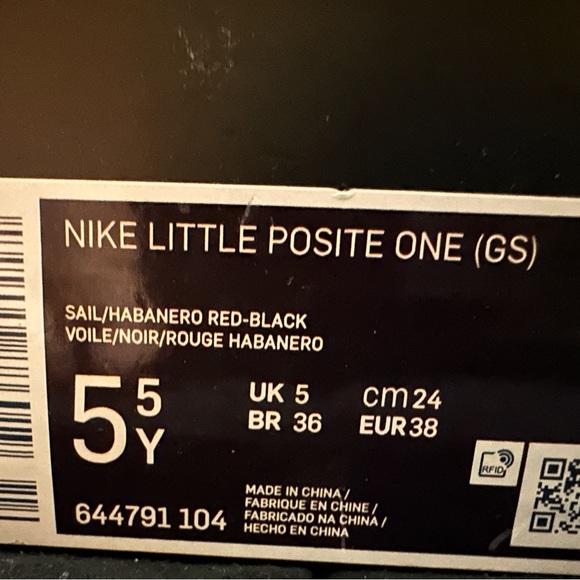 NIKE LITTLE POSITE ONE (GS)
SAIL/HABANERO RED-BLACK
VOILE/NOIR/ROUGE HABANERO
5 5 Y
UK 5 cm 24
BR 36 EUR 38
RFID
644791 104
MADE IN CHINA /
FABRIQUE EN CHINE /
FABRICADO NA CHINA /
HECHO EN CHINA